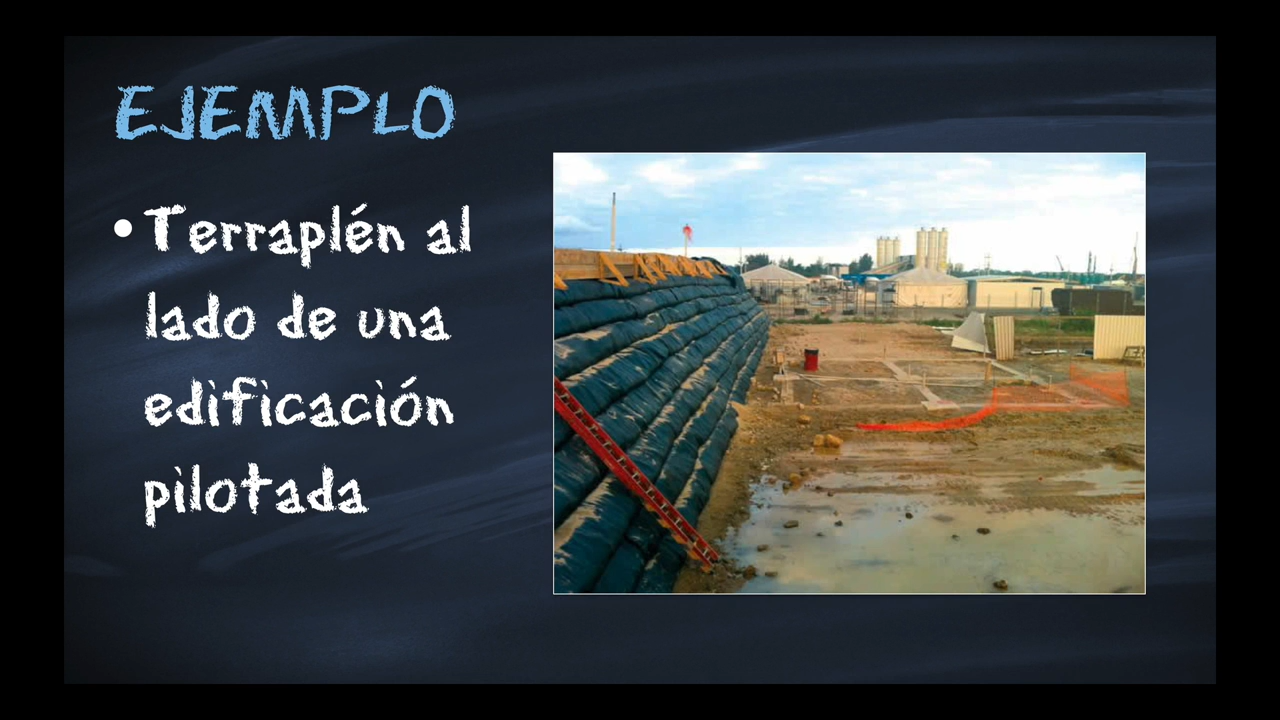 EJEMPLO
• Terraplén al
lado de una
edificación
pilotada